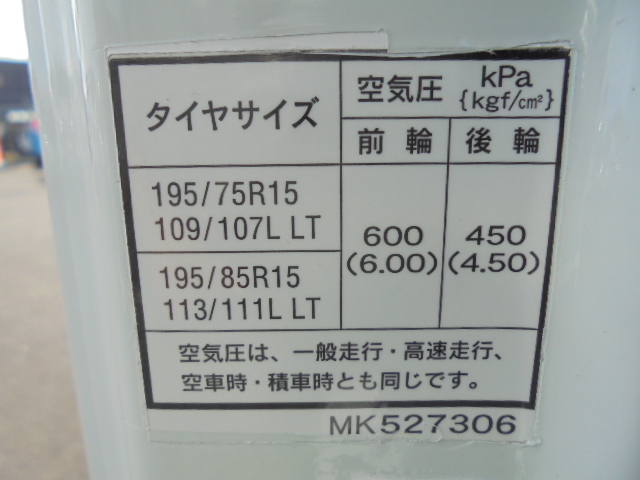 タイヤサイズ
空気圧 kPa
{kgf/cm²}
前輪 後輪
195/75R15
109/107L LT
195/85R15
113/111L LT
600
(6.00)
450
(4.50)
空気圧は、一般走行・高速走行、
空車時・積車時とも同じです。
MK527306